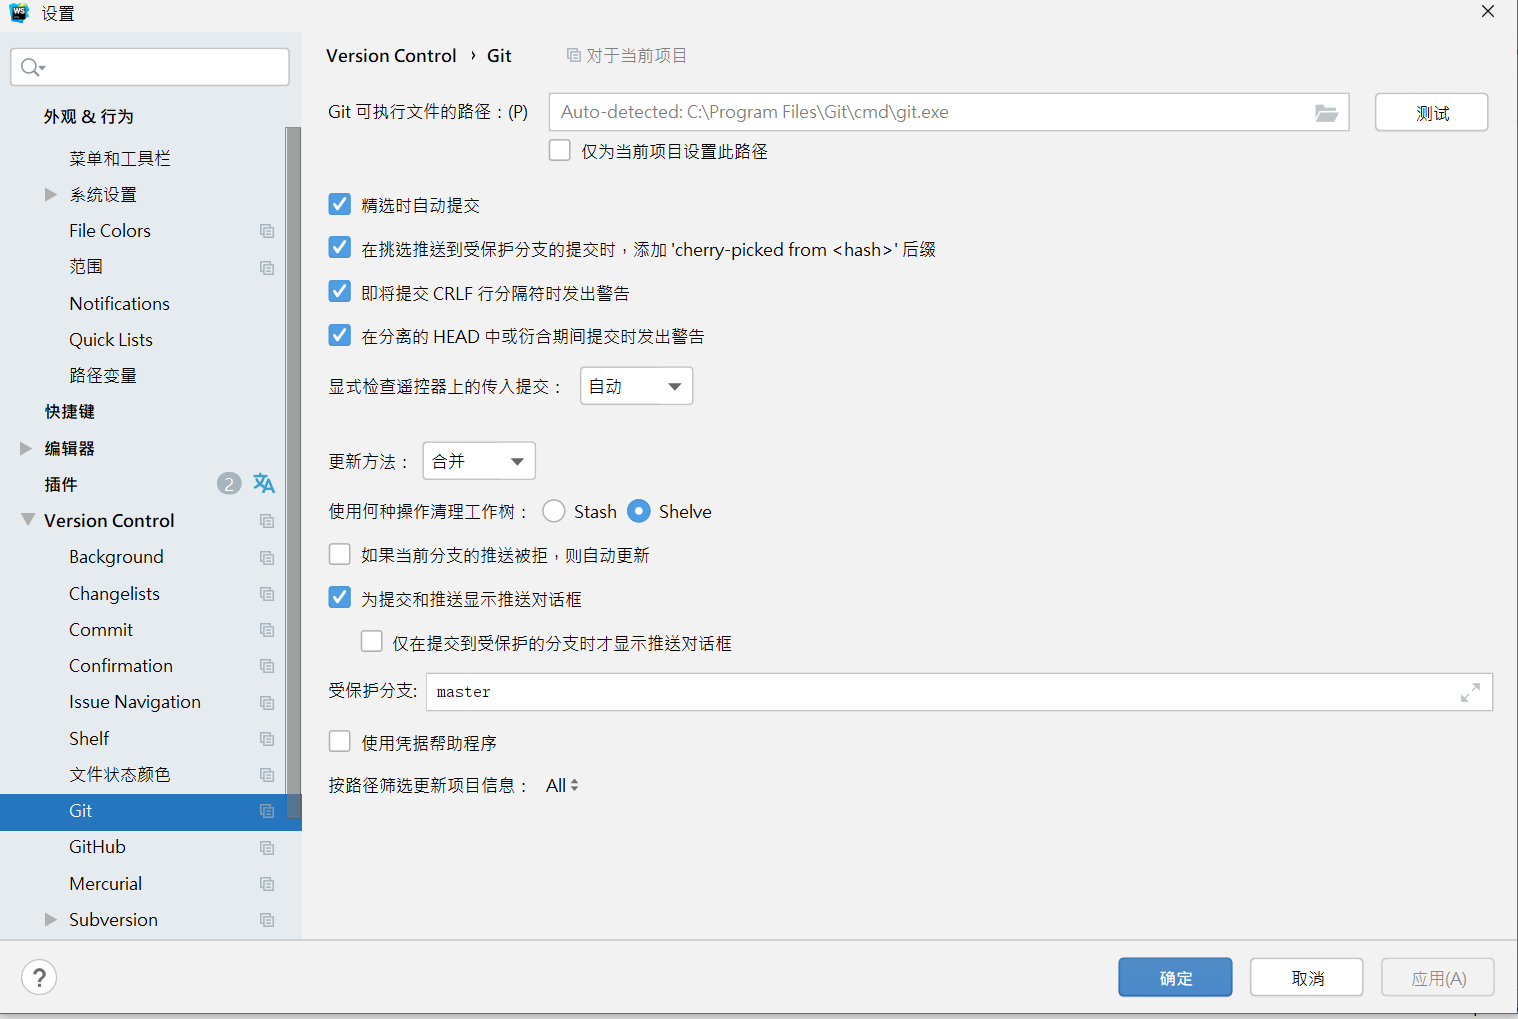 WS 设置
外观 & 行为
菜单和工具栏
系统设置
File Colors
范围
Notifications
Quick Lists
路径变量
快捷键
编辑器
插件 2
Version Control
Background
Changelists
Commit
Confirmation
Issue Navigation
Shelf
文件状态颜色
Git
GitHub
Mercurial
Subversion
Version Control › Git 对于当前项目
Git 可执行文件的路径：(P) Auto-detected: C:\Program Files\Git\cmd\git.exe 测试
仅为当前项目设置此路径
精选时自动提交
在挑选推送到受保护分支的提交时，添加 'cherry-picked from <hash>' 后缀
即将提交 CRLF 行分隔符时发出警告
在分离的 HEAD 中或衍合期间提交时发出警告
显式检查遥控器上的传入提交： 自动
更新方法： 合并
使用何种操作清理工作树： Stash Shelve
如果当前分支的推送被拒，则自动更新
为提交和推送显示推送对话框
仅在提交到受保护的分支时才显示推送对话框
受保护分支: master
使用凭据帮助程序
按路径筛选更新项目信息： All
? 确定 取消 应用(A)